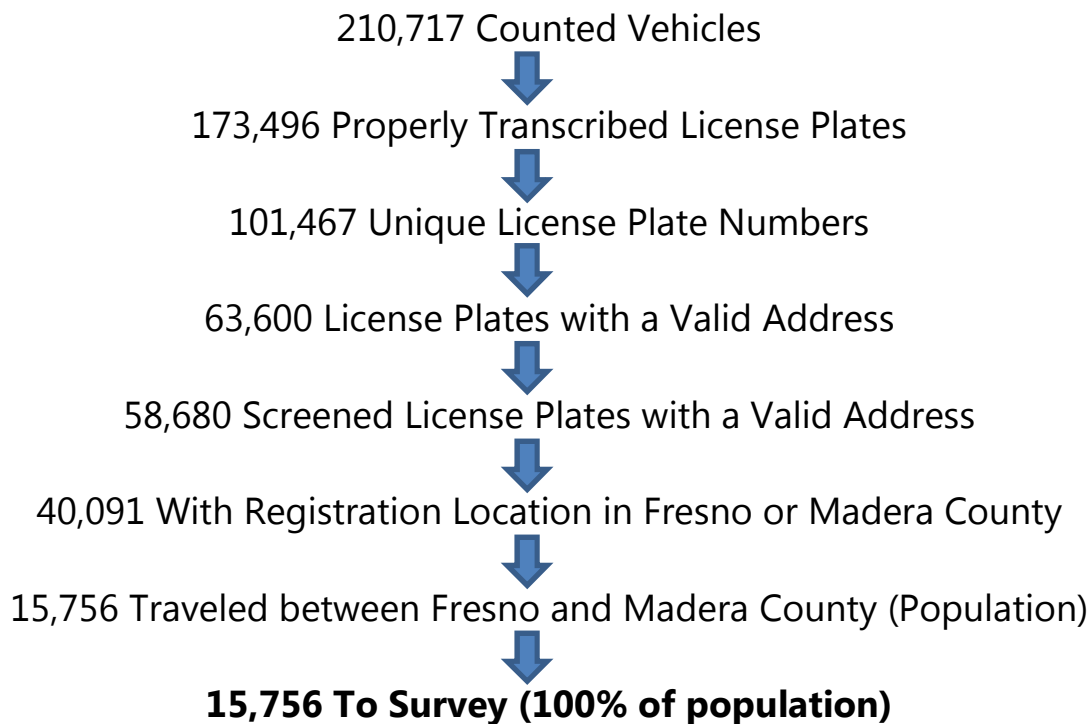 210,717 Counted Vehicles
173,496 Properly Transcribed License Plates
101,467 Unique License Plate Numbers
63,600 License Plates with a Valid Address
58,680 Screened License Plates with a Valid Address
40,091 With Registration Location in Fresno or Madera County
15,756 Traveled between Fresno and Madera County (Population)
15,756 To Survey (100% of population)